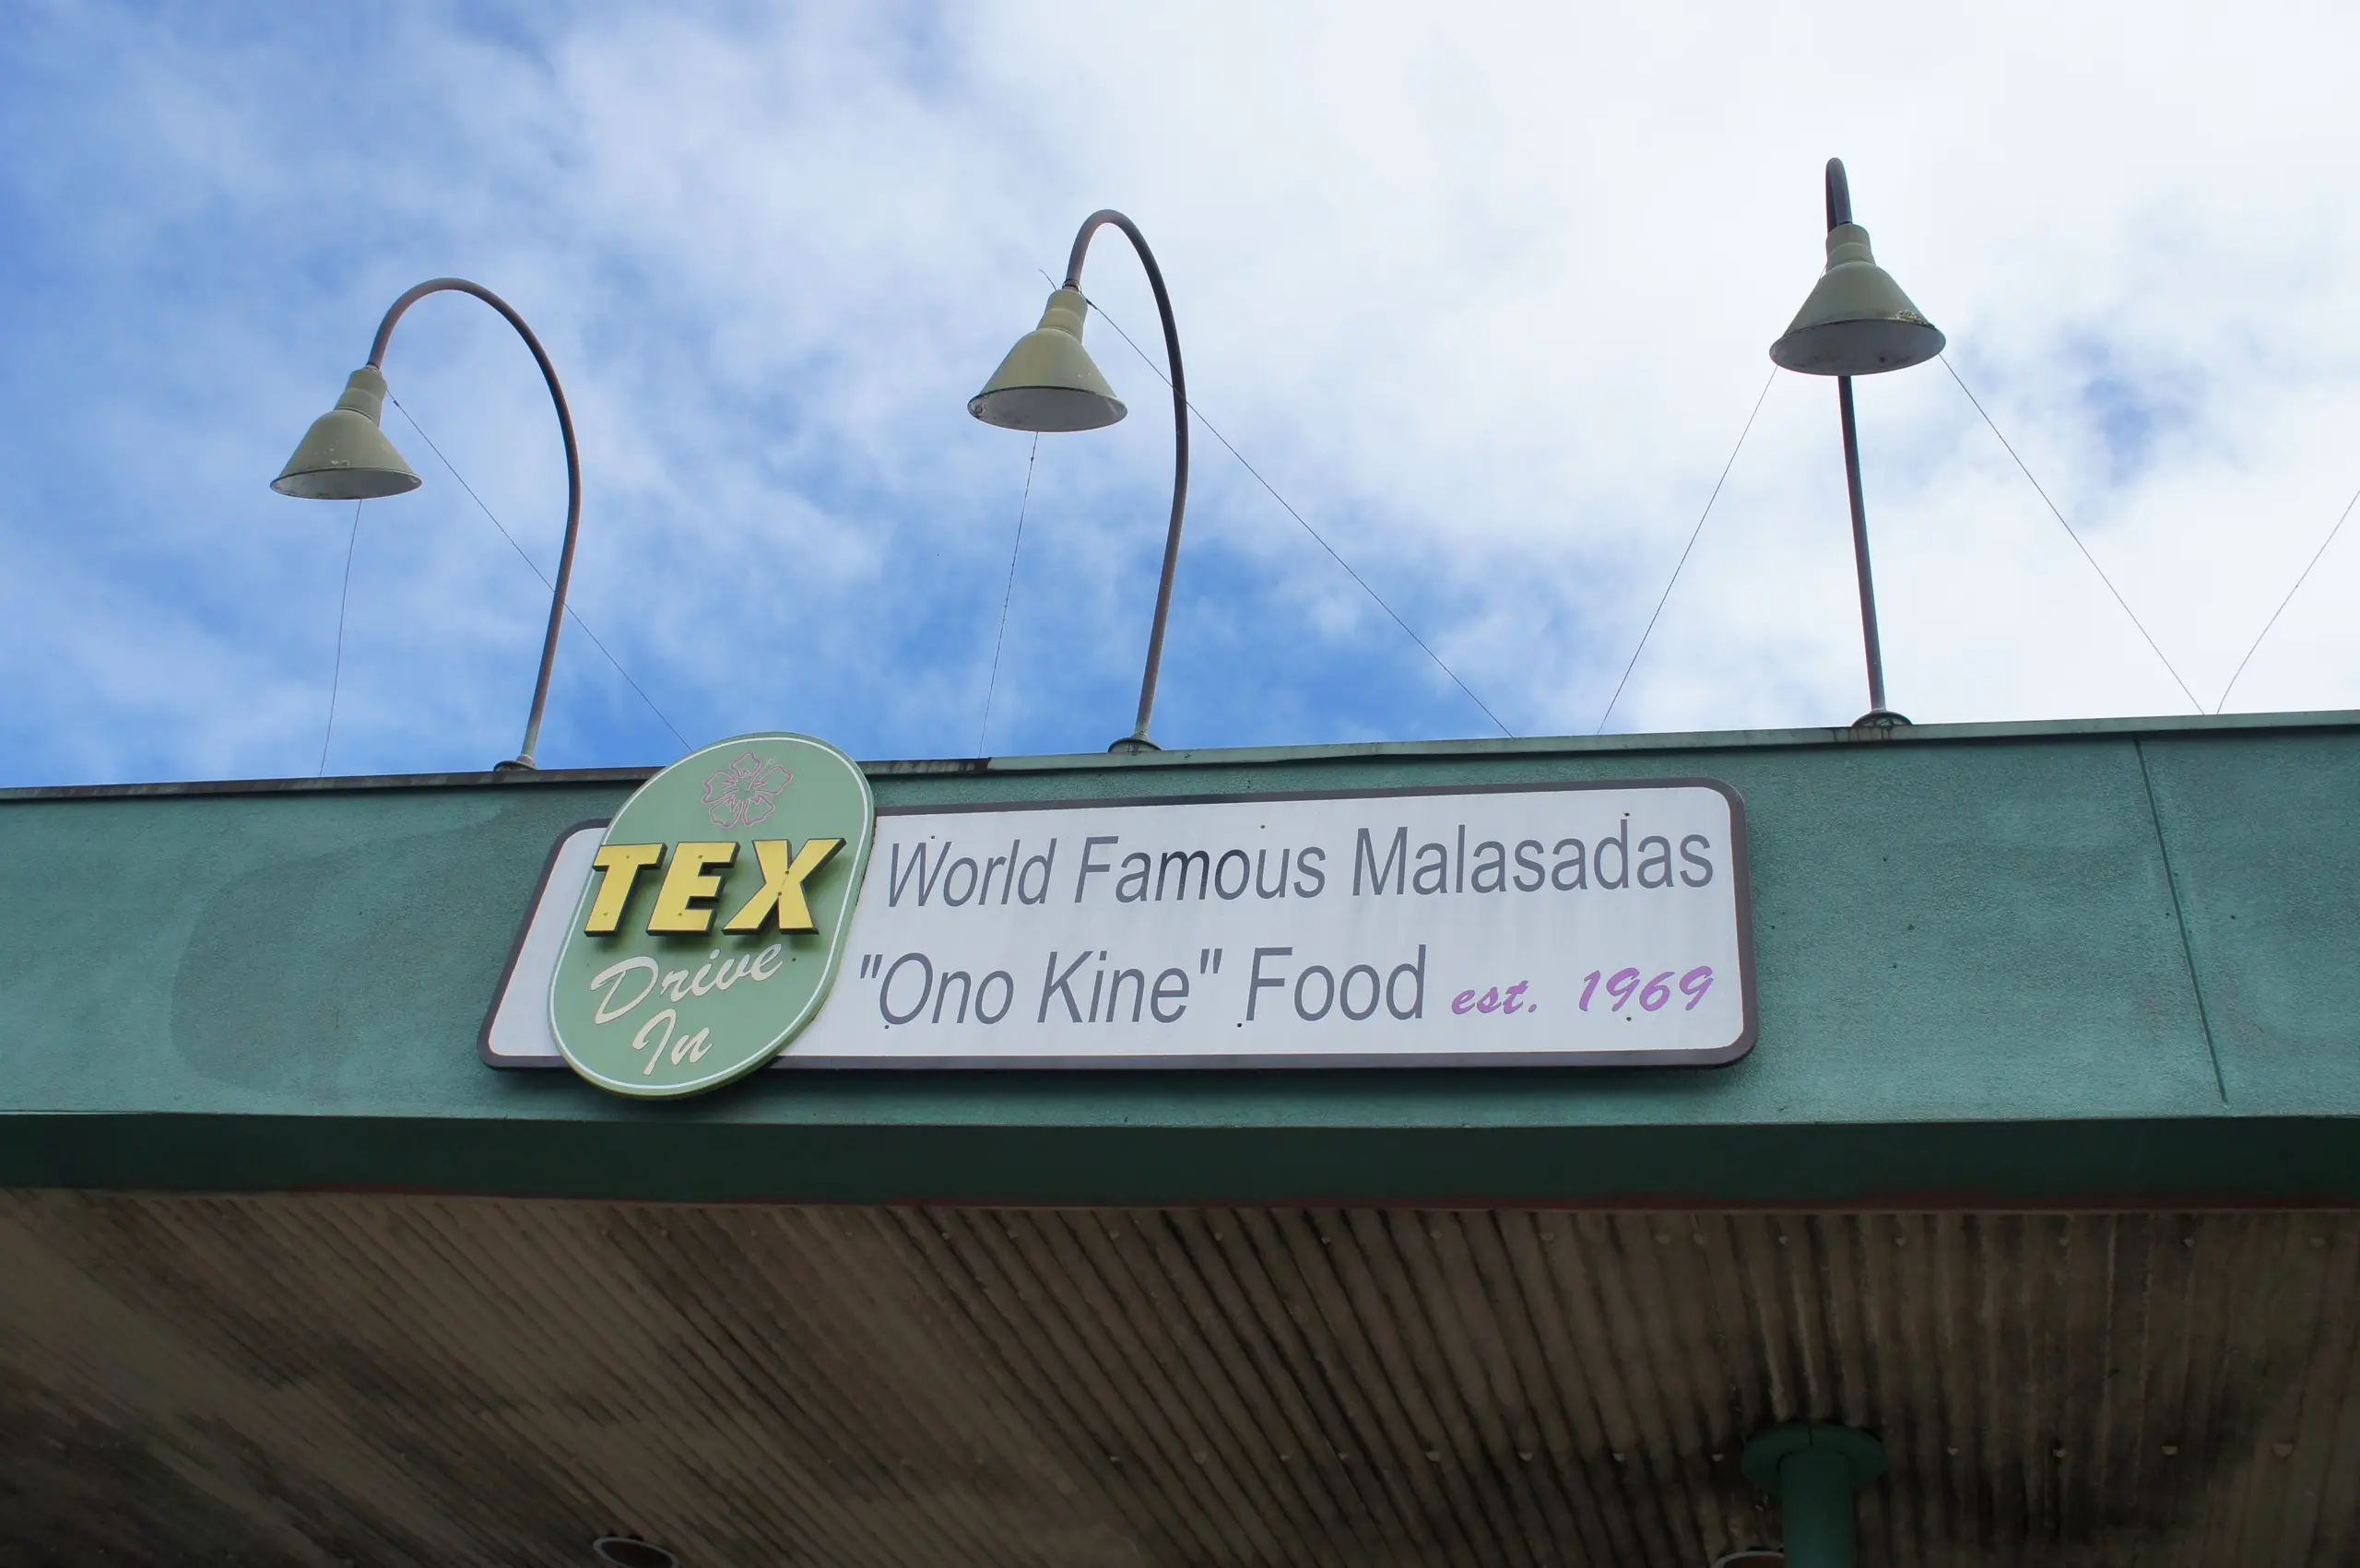 TEX
Drive
In
World Famous Malasadas
"Ono Kine" Food est. 1969